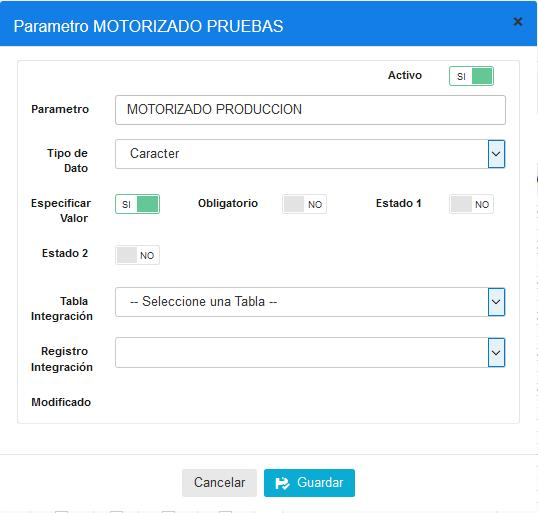 Parametro MOTORIZADO PRUEBAS ×
Activo SI
Parametro MOTORIZADO PRODUCCION
Tipo de Caracter
Dato
Especificar SI Obligatorio NO Estado 1 NO
Valor
Estado 2 NO
Tabla -- Seleccione una Tabla --
Integración
Registro
Integración
Modificado
Cancelar Guardar